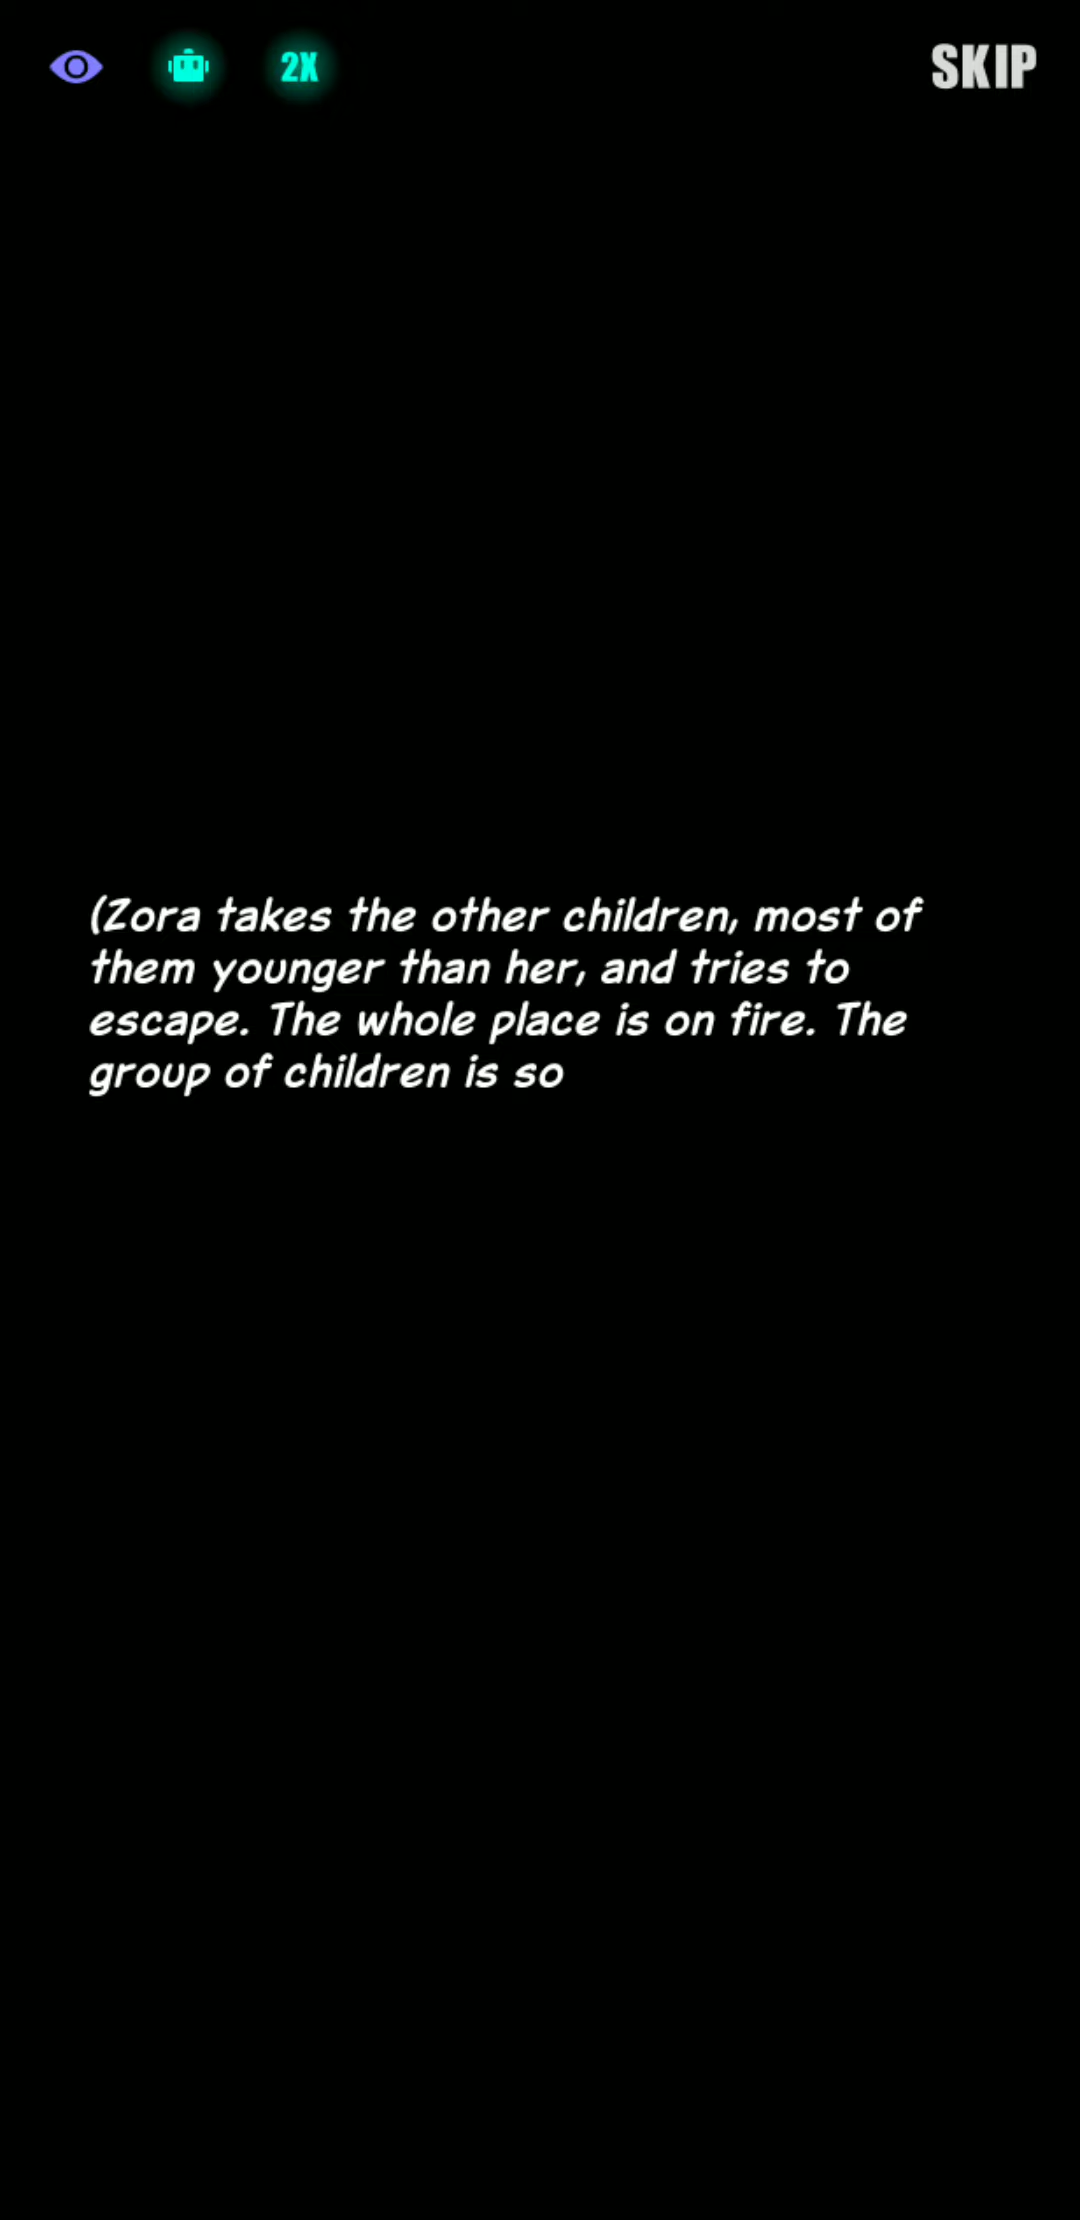 2X
SKIP
(Zora takes the other children, most of
them younger than her, and tries to
escape. The whole place is on fire. The
group of children is so